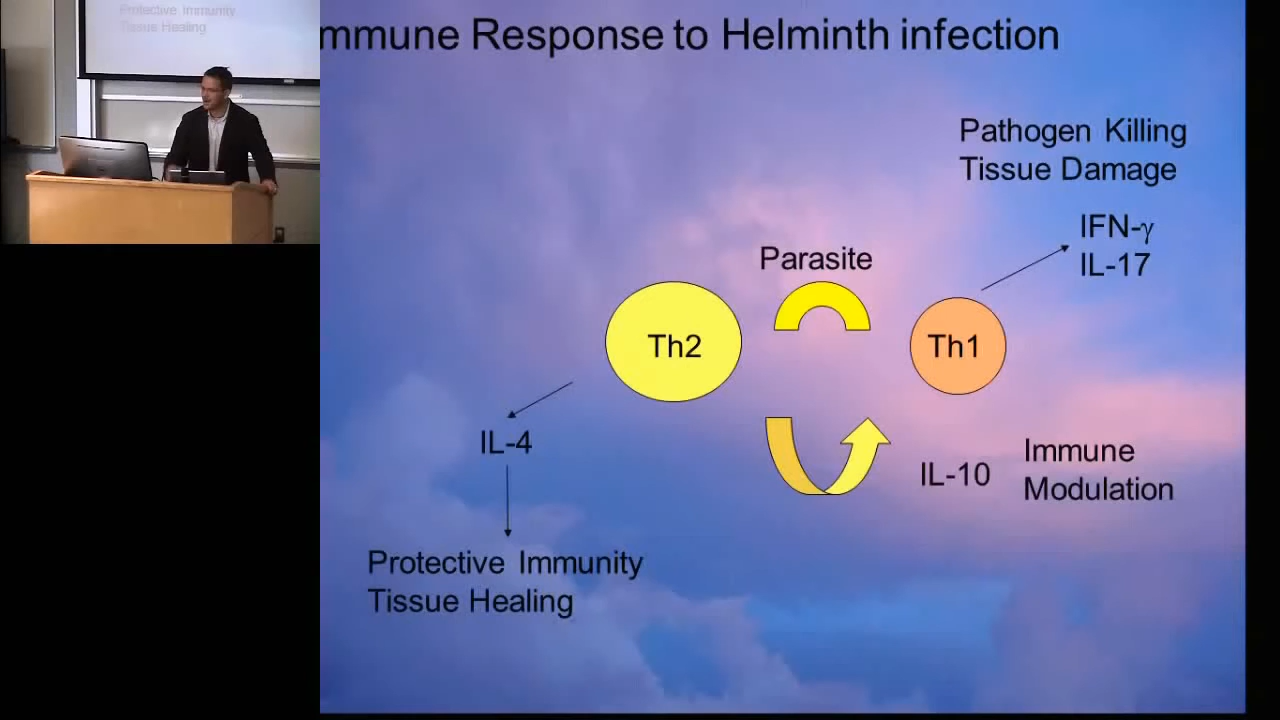 Protective Immunity
Tissue Healing
mmune Response to Helminth infection
Pathogen Killing
Tissue Damage
IFN-γ
IL-17
Parasite
Th2
Th1
IL-4
IL-10
Immune
Modulation
Protective Immunity
Tissue Healing